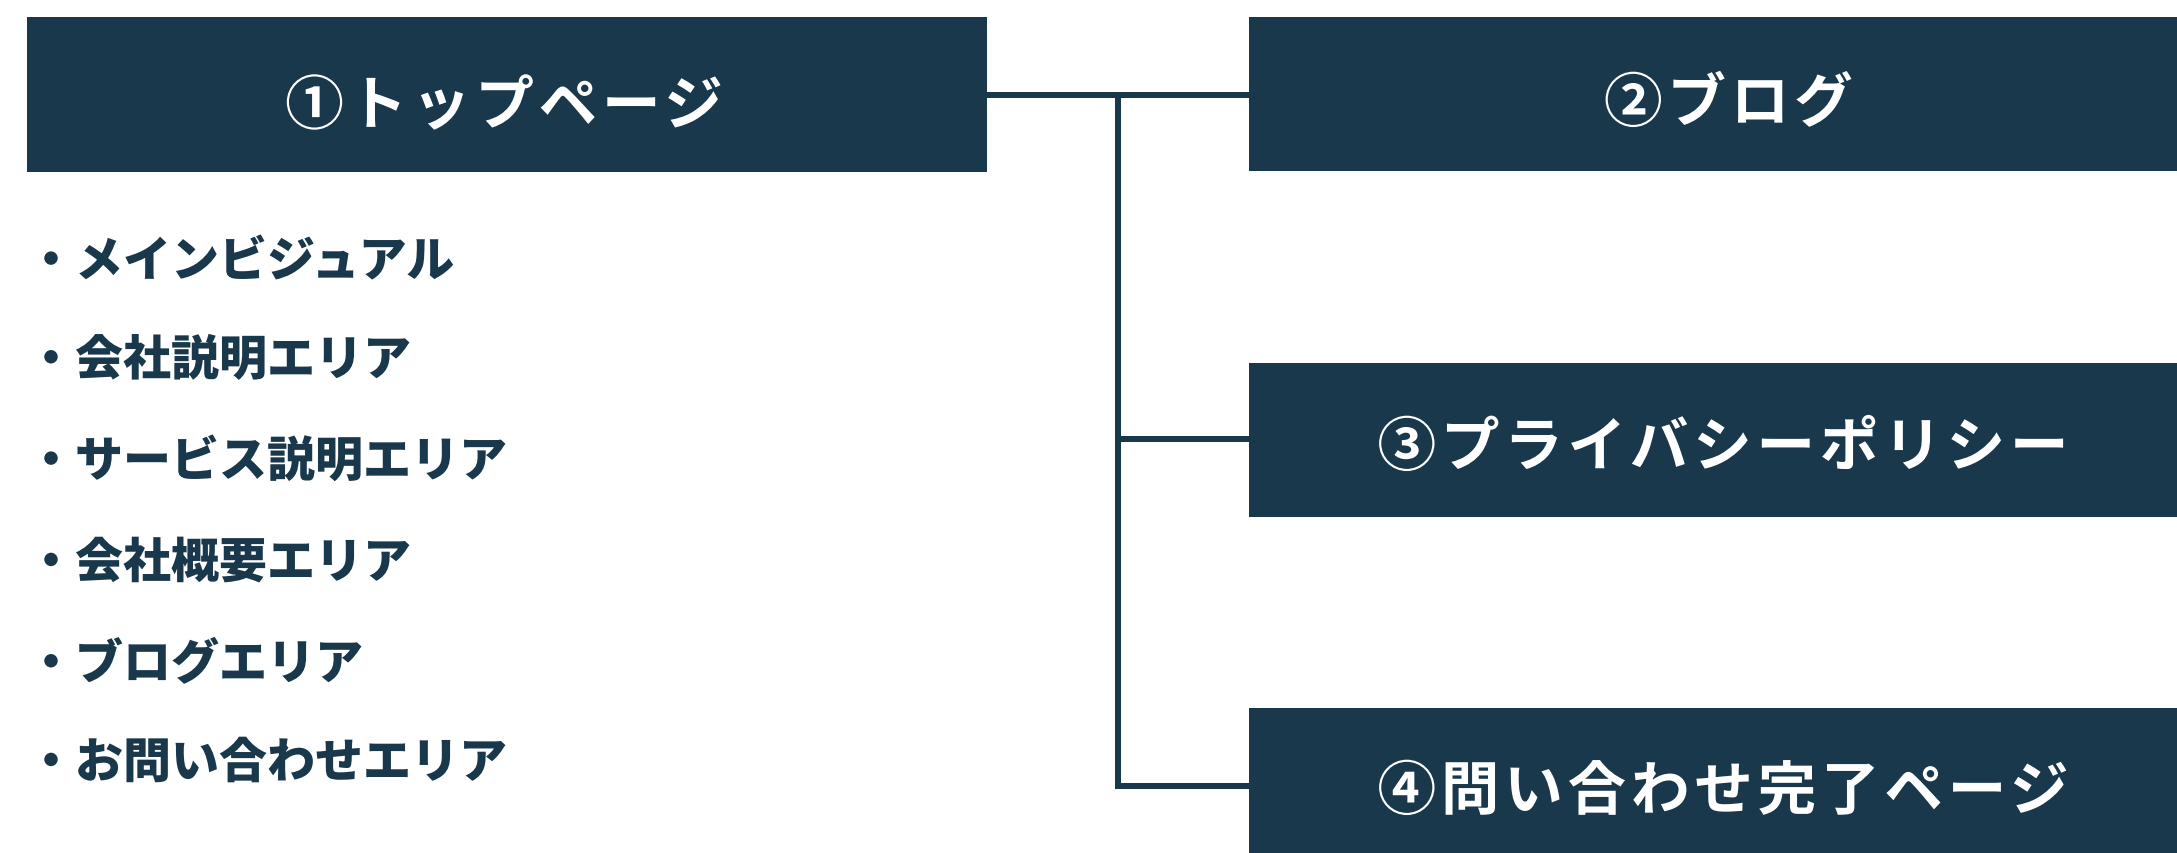 ①トップページ
・メインビジュアル
・会社説明エリア
・サービス説明エリア
・会社概要エリア
・ブログエリア
・お問い合わせエリア
②ブログ
③プライバシーポリシー
④問い合わせ完了ページ